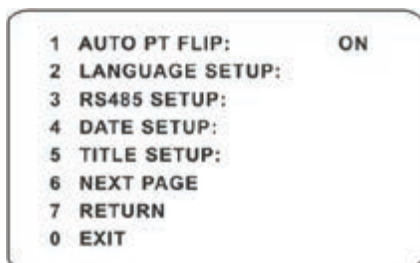 1 AUTO PT FLIP: ON
2 LANGUAGE SETUP:
3 RS485 SETUP:
4 DATE SETUP:
5 TITLE SETUP:
6 NEXT PAGE
7 RETURN
0 EXIT